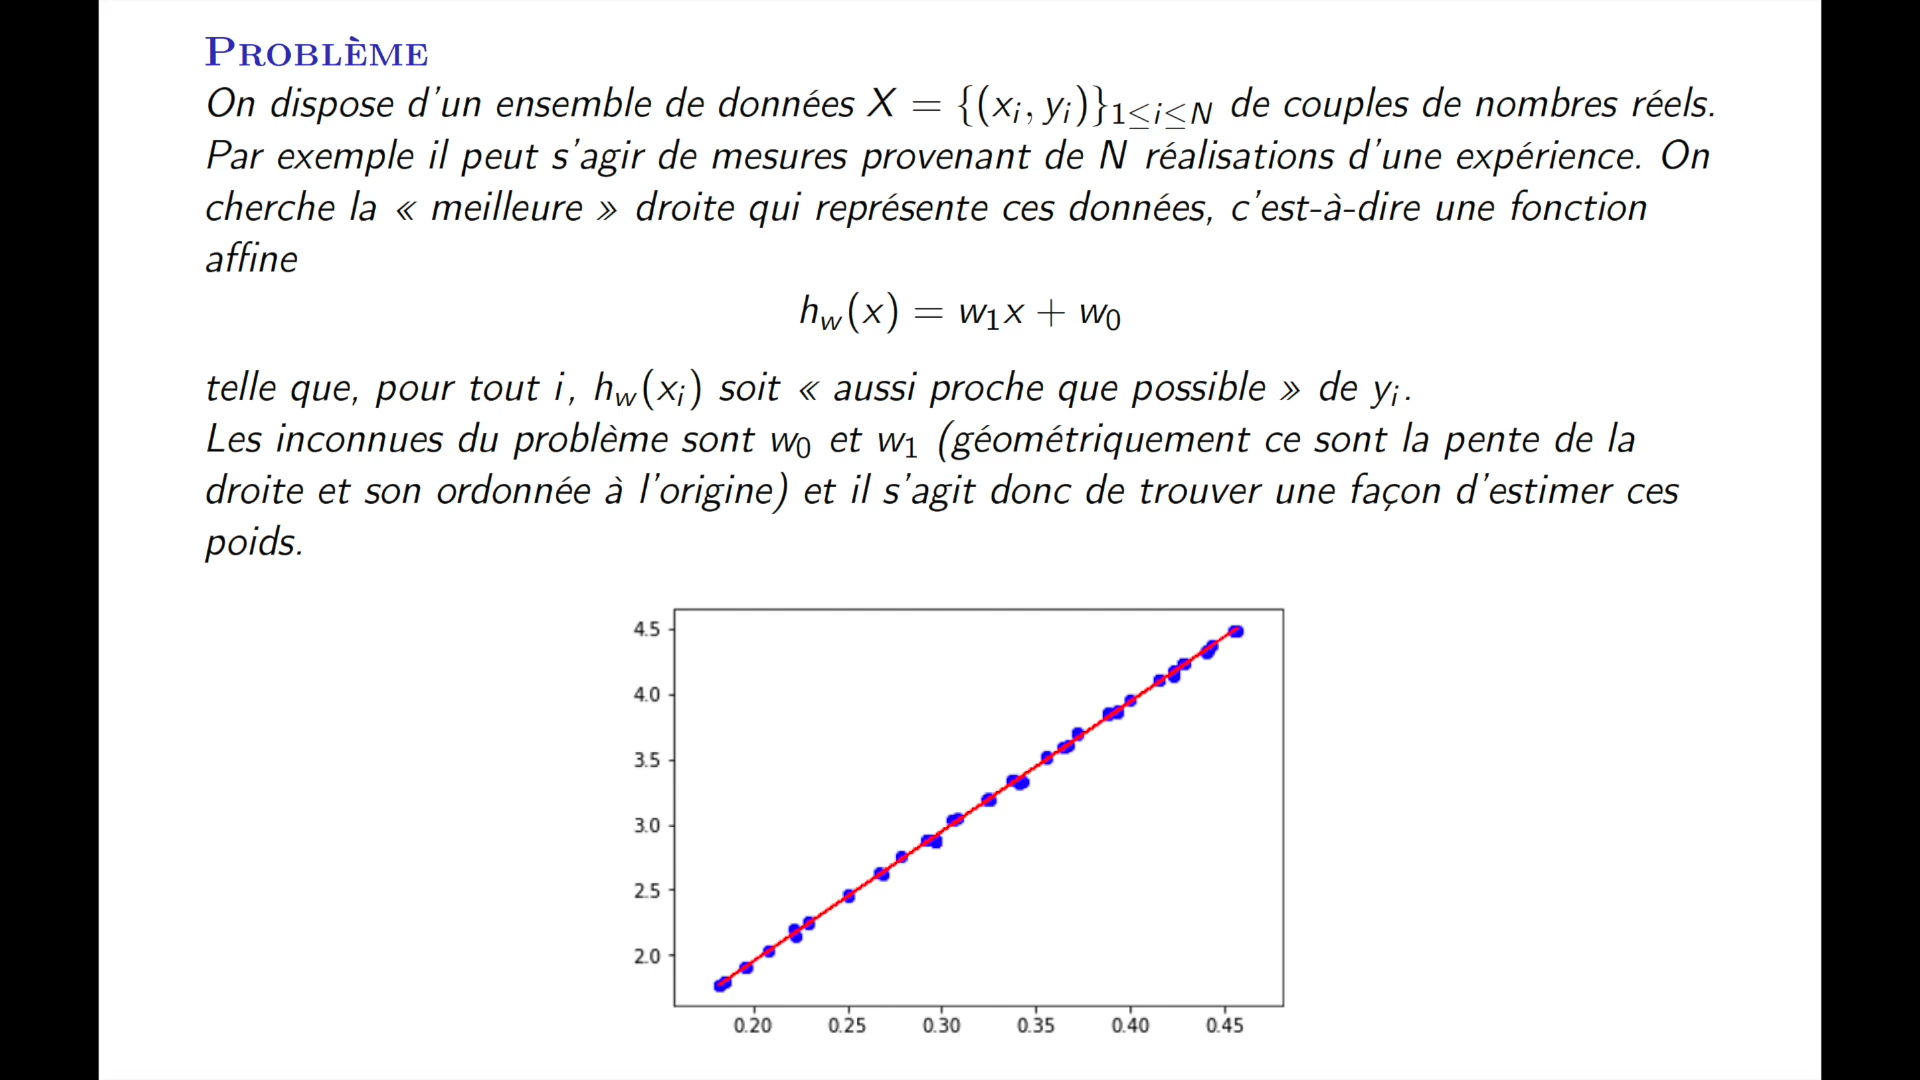 PROBLÈME
On dispose d'un ensemble de données X = {(xᵢ, yᵢ)}₁≤ᵢ≤N de couples de nombres réels.
Par exemple il peut s'agir de mesures provenant de N réalisations d'une expérience. On
cherche la « meilleure » droite qui représente ces données, c'est-à-dire une fonction
affine
h_w(x) = w₁x + w₀
telle que, pour tout i, h_w(xᵢ) soit « aussi proche que possible » de yᵢ.
Les inconnues du problème sont w₀ et w₁ (géométriquement ce sont la pente de la
droite et son ordonnée à l'origine) et il s'agit donc de trouver une façon d'estimer ces
poids.
4.5
4.0
3.5
3.0
2.5
2.0
0.20 0.25 0.30 0.35 0.40 0.45